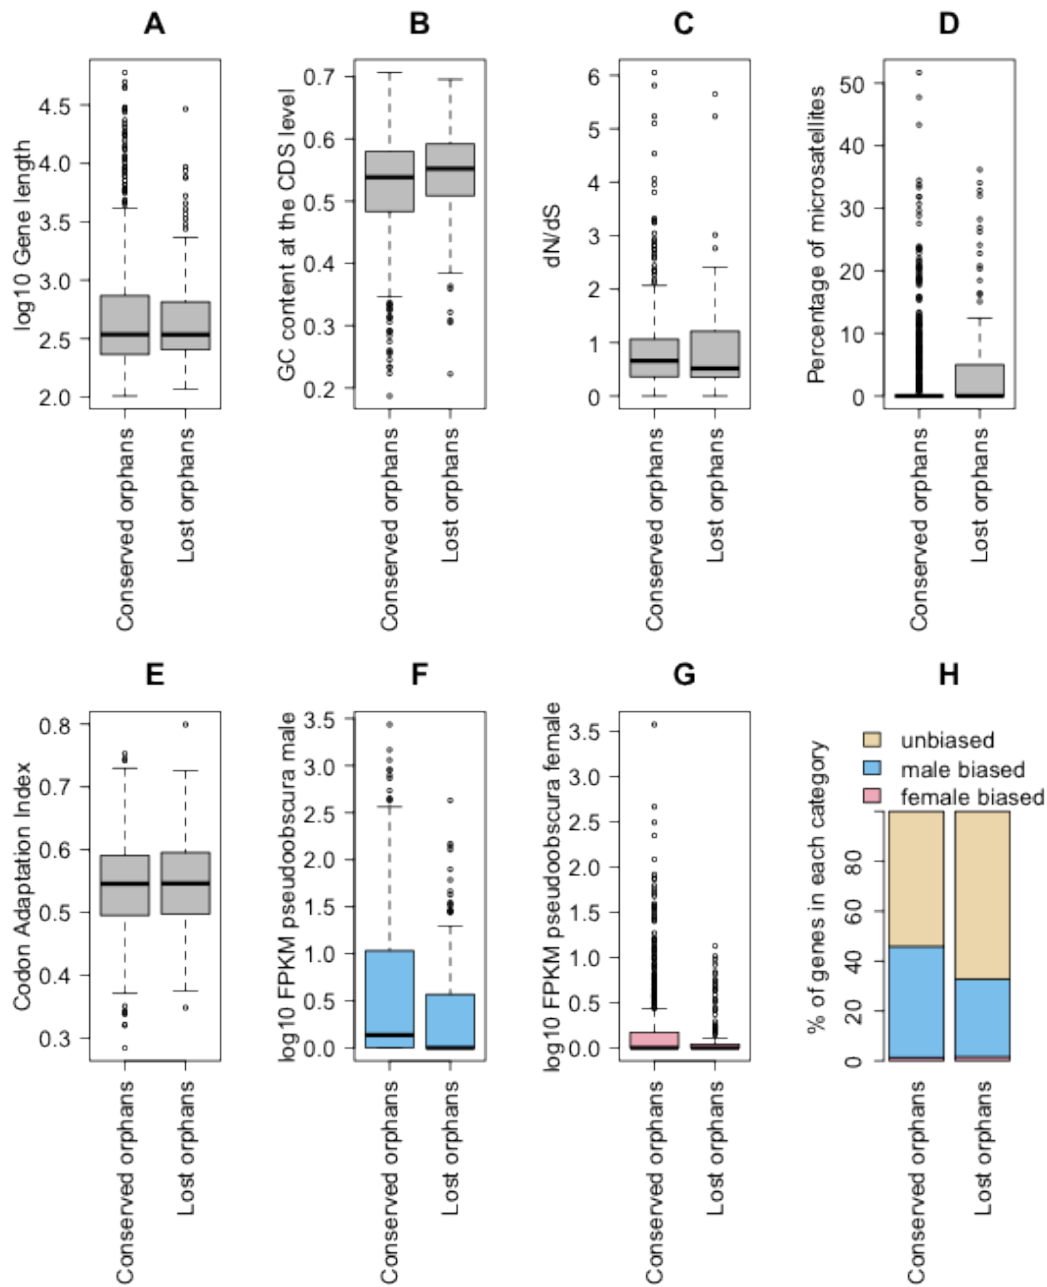 A
log10 Gene length
4.5
4.0
3.5
3.0
2.5
2.0
Conserved orphans
Lost orphans
B
GC content at the CDS level
0.7
0.6
0.5
0.4
0.3
0.2
Conserved orphans
Lost orphans
C
dN/dS
6
5
4
3
2
1
0
Conserved orphans
Lost orphans
D
Percentage of microsatellites
50
40
30
20
10
0
Conserved orphans
Lost orphans
E
Codon Adaptation Index
0.8
0.7
0.6
0.5
0.4
0.3
Conserved orphans
Lost orphans
F
log10 FPKM pseudoobscura male
3.5
3.0
2.5
2.0
1.5
1.0
0.5
0.0
Conserved orphans
Lost orphans
G
log10 FPKM pseudoobscura female
3.5
3.0
2.5
2.0
1.5
1.0
0.5
0.0
Conserved orphans
Lost orphans
H
unbiased
male biased
female biased
% of genes in each category
80
60
40
20
0
Conserved orphans
Lost orphans